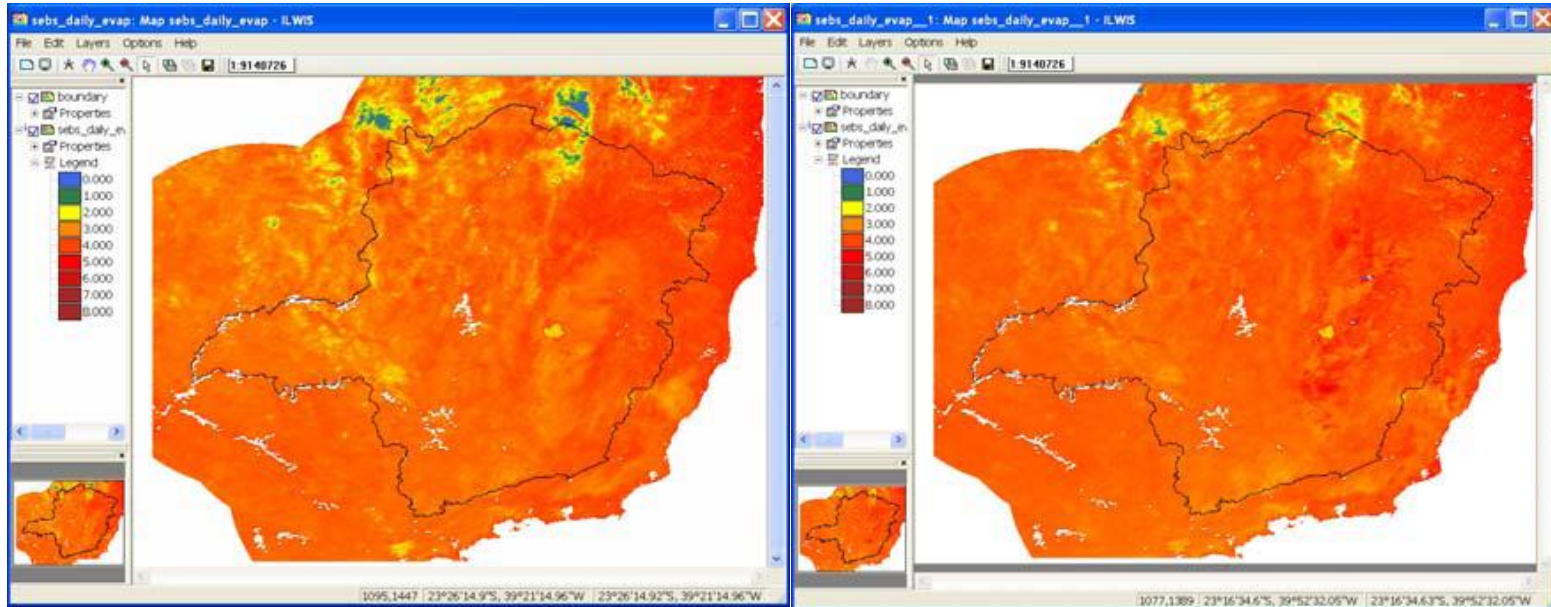 sebs_daily_evap: Map sebs_daily_evap - ILWIS
File Edit Layers Options Help
1:9140726
boundary
Properties
sebs_daily_e
Properties
Legend
0.000
1.000
2.000
3.000
4.000
5.000
6.000
7.000
8.000
1095,1447 23°26'14.9"S, 39°21'14.96"W 23°26'14.92"S, 39°21'14.96"W
sebs_daily_evap__1: Map sebs_daily_evap__1 - ILWIS
File Edit Layers Options Help
1:9140726
boundary
Properties
sebs_daily_e
Properties
Legend
0.000
1.000
2.000
3.000
4.000
5.000
6.000
7.000
8.000
1077,1389 23°16'34.6"S, 39°52'32.05"W 23°16'34.63"S, 39°52'32.05"W